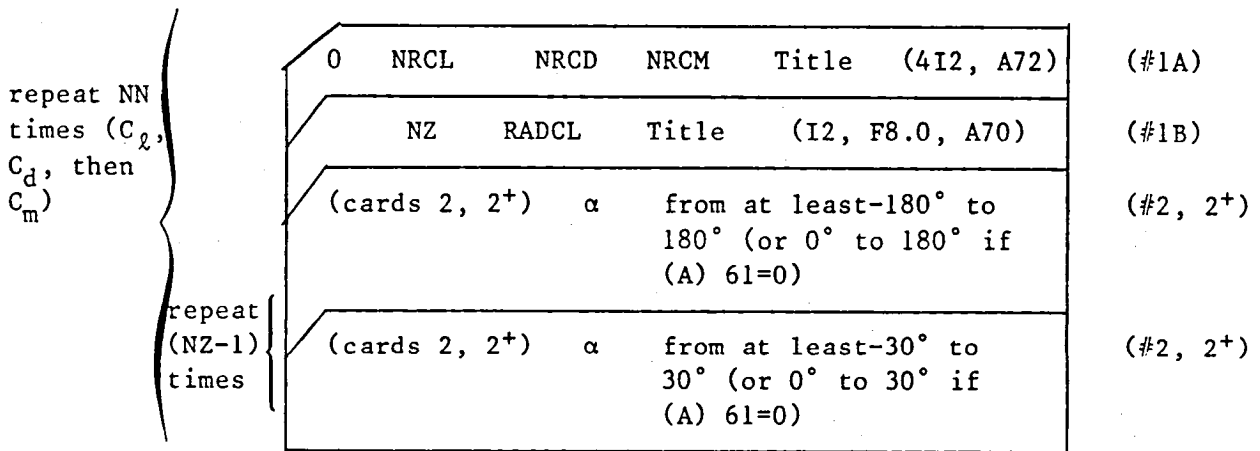 0 NRCL NRCD NRCM Title (4I2, A72) (#1A)
repeat NN
times (C_ℓ,
C_d, then
C_m)
NZ RADCL Title (I2, F8.0, A70) (#1B)
(cards 2, 2⁺) α from at least-180° to (#2, 2⁺)
180° (or 0° to 180° if
(A) 61=0)
repeat
(NZ-1)
times
(cards 2, 2⁺) α from at least-30° to (#2, 2⁺)
30° (or 0° to 30° if
(A) 61=0)